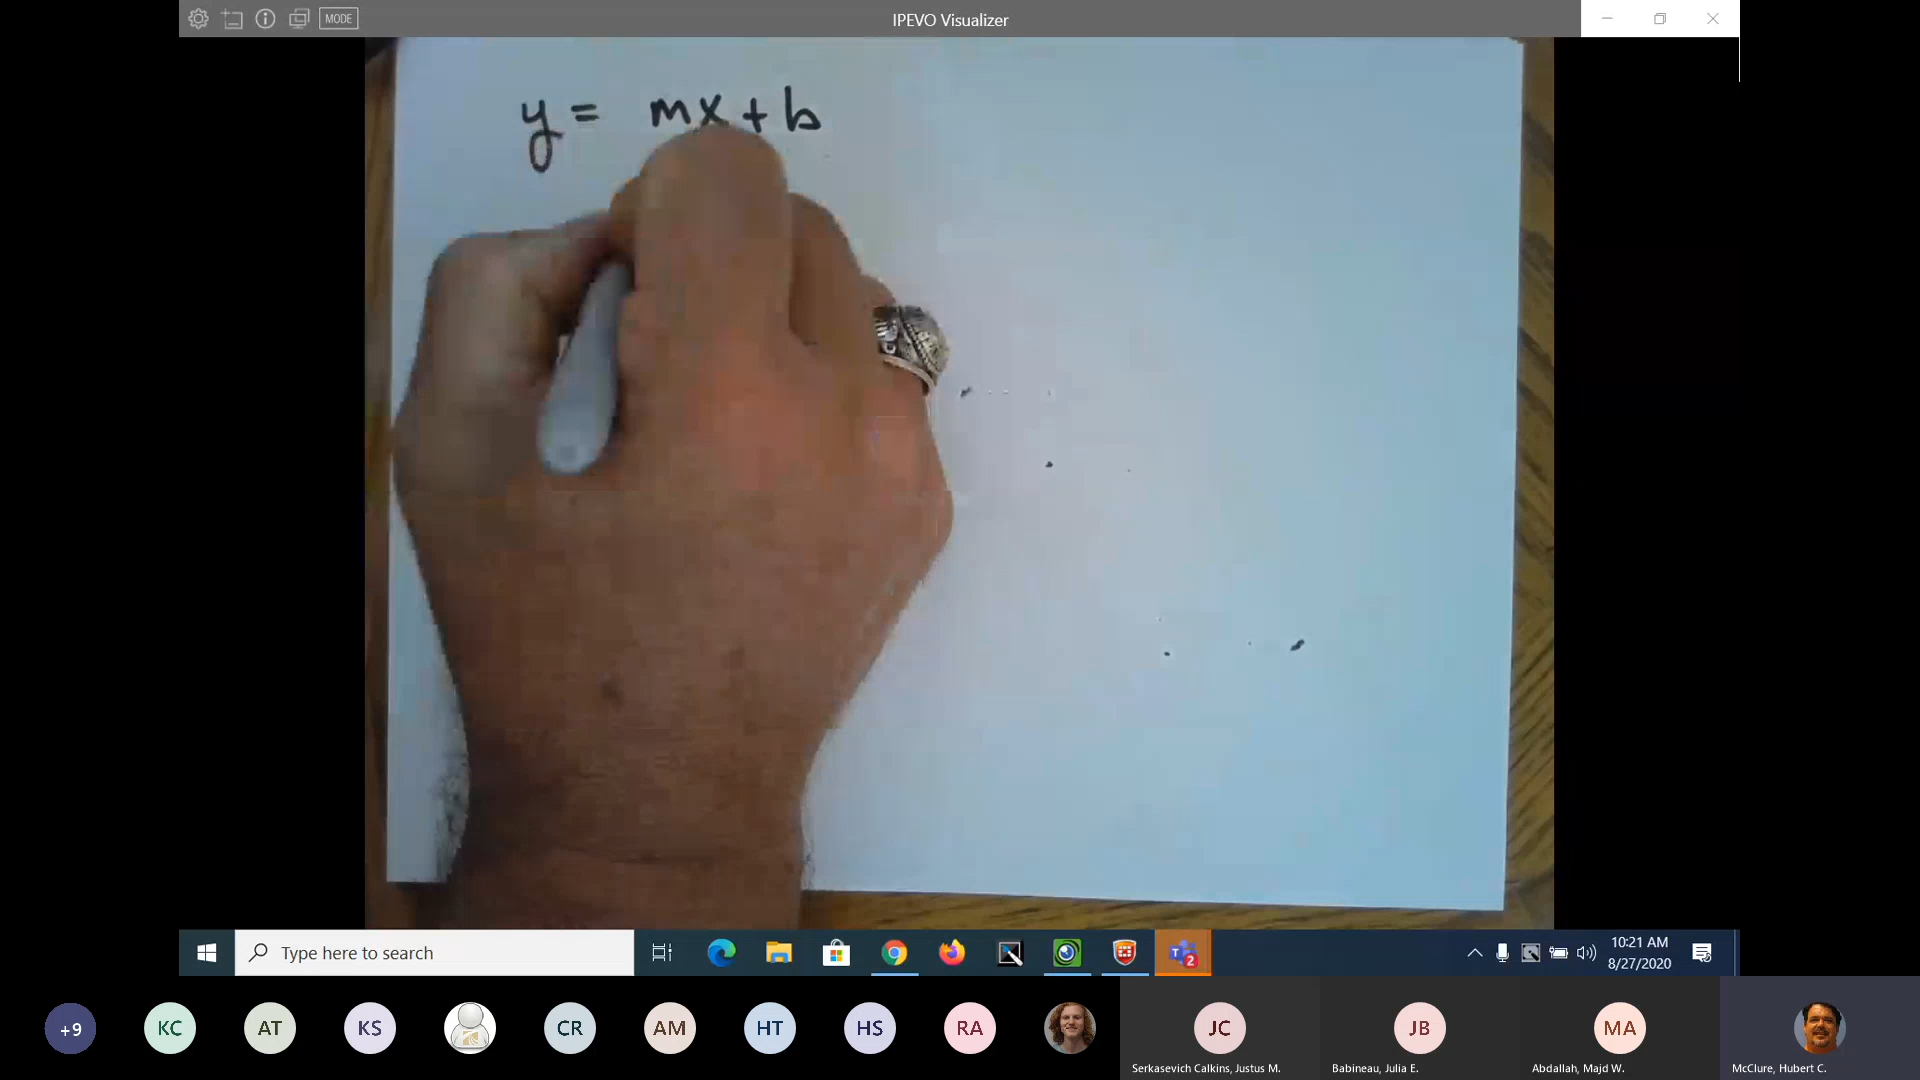 MODE
IPEVO Visualizer
y = mx + b
Type here to search
2
10:21 AM
8/27/2020
+9
KC
AT
KS
CR
AM
HT
HS
RA
JC
JB
MA
Serkasevich Calkins, Justus M.
Babineau, Julia E.
Abdallah, Majd W.
McClure, Hubert C.